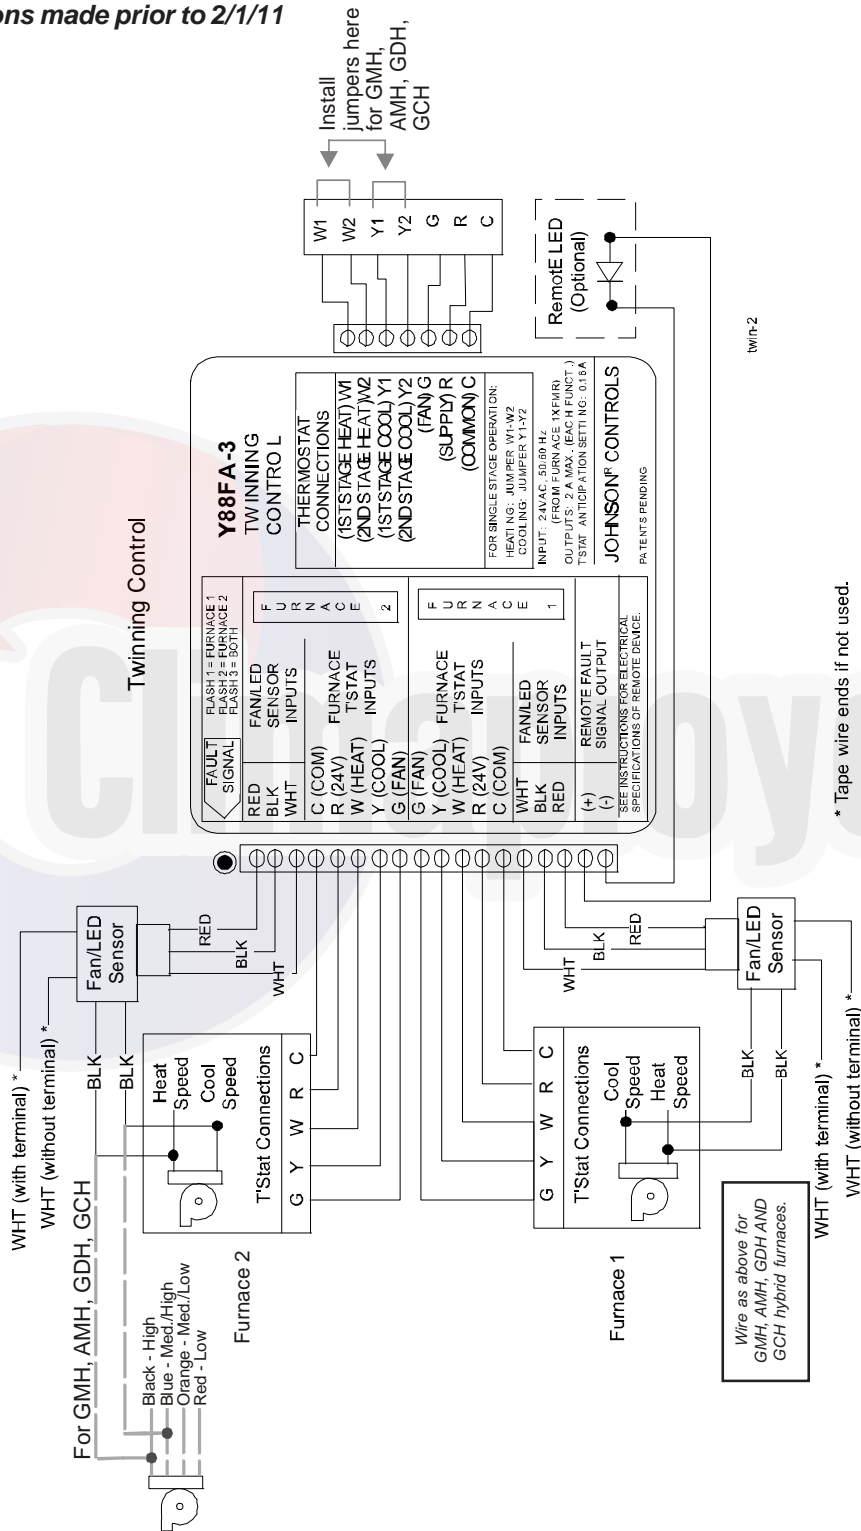 ons made prior to 2/1/11
Install
jumpers here
for GMH,
AMH, GDH,
GCH
W1
W2
Y1
Y2
G
R
C
RemotE LED
(Optional)
twin-2
Twinning Control
Y88FA-3
TWINNING
CONTROL
THERMOSTAT
CONNECTIONS
(1ST STAGE HEAT) W1
(2ND STAGE HEAT) W2
(1ST STAGE COOL) Y1
(2ND STAGE COOL) Y2
(FAN) G
(SUPPLY) R
(COMMON) C
FOR SINGLE STAGE OPERATION:
HEATING: JUMPER W1-W2
COOLING: JUMPER Y1-Y2
INPUT: 24VAC, 50/60 Hz
(FROM FURNACE 1XFMR)
OUTPUTS: 2 A MAX. (EACH FUNCT.)
T'STAT ANTICIPATION SETTING: 0.16A
JOHNSON® CONTROLS
PATENTS PENDING
FAULT
SIGNAL
FLASH 1 = FURNACE 1
FLASH 2 = FURNACE 2
FLASH 3 = BOTH
RED
BLK
WHT
FAN/LED
SENSOR
INPUTS
C (COM)
R (24V)
W (HEAT)
Y (COOL)
G (FAN)
FURNACE
T'STAT
INPUTS
FURNACE 2
G (FAN)
Y (COOL)
W (HEAT)
R (24V)
C (COM)
FURNACE
T'STAT
INPUTS
FURNACE 1
WHT
BLK
RED
FAN/LED
SENSOR
INPUTS
(+)
(-)
REMOTE FAULT
SIGNAL OUTPUT
SEE INSTRUCTIONS FOR ELECTRICAL
SPECIFICATIONS OF REMOTE DEVICE.
* Tape wire ends if not used.
Climaploye
Fan/LED
Sensor
RED
BLK
WHT
WHT (with terminal) *
WHT (without terminal) *
BLK
BLK
For GMH, AMH, GDH, GCH
Black - High
Blue - Med./High
Orange - Med./Low
Red - Low
Heat
Speed
Cool
Speed
T'Stat Connections
G Y W R C
Furnace 2
WHT
BLK
RED
Fan/LED
Sensor
G Y W R C
T'Stat Connections
Cool
Speed
Heat
Speed
BLK
BLK
Furnace 1
WHT (with terminal) *
WHT (without terminal) *
Wire as above for
GMH, AMH, GDH AND
GCH hybrid furnaces.